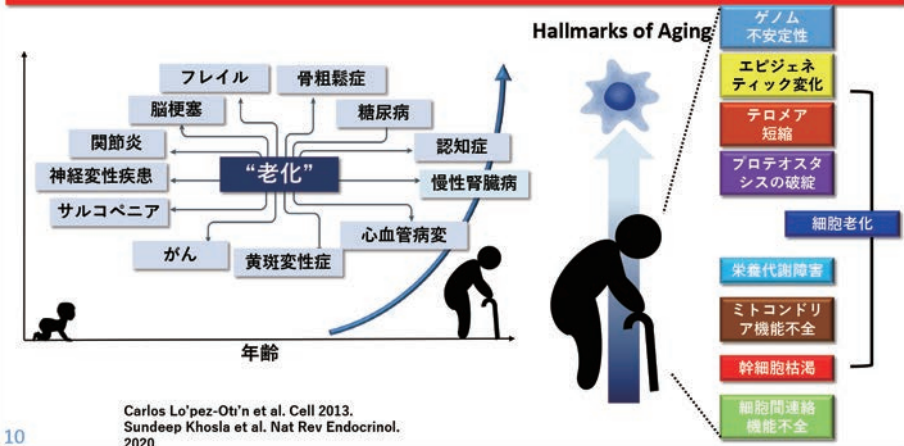 Hallmarks of Aging
フレイル
骨粗鬆症
脳梗塞
糖尿病
関節炎
認知症
神経変性疾患
“老化”
慢性腎臓病
サルコペニア
心血管病変
がん
黄斑変性症
年齢
ゲノム
不安定性
エピジェネ
ティック変化
テロメア
短縮
プロテオスタ
シスの破綻
細胞老化
栄養代謝障害
ミトコンドリ
ア機能不全
幹細胞枯渇
細胞間連絡
機能不全
Carlos Lo'pez-Otı'n et al. Cell 2013.
Sundeep Khosla et al. Nat Rev Endocrinol.
2020
10